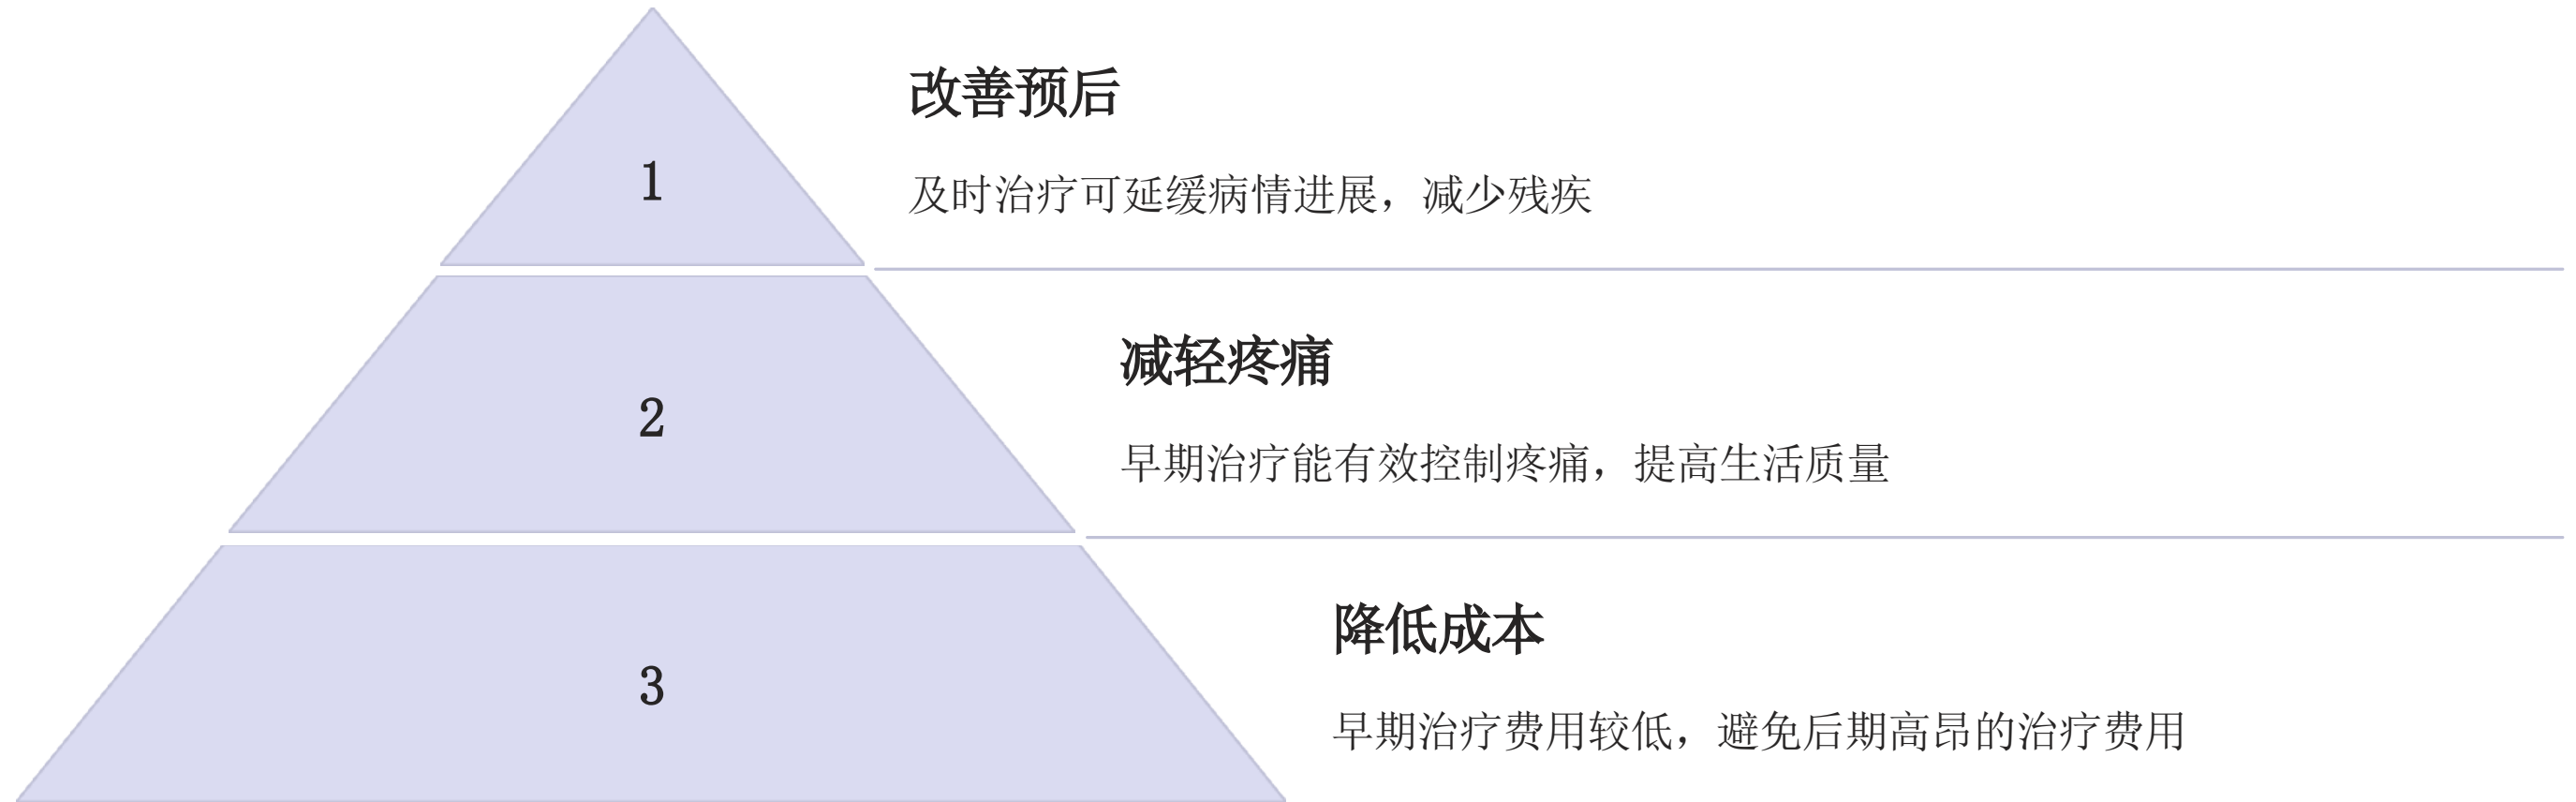 改善预后
1
及时治疗可延缓病情进展，减少残疾
减轻疼痛
2
早期治疗能有效控制疼痛，提高生活质量
降低成本
3
早期治疗费用较低，避免后期高昂的治疗费用